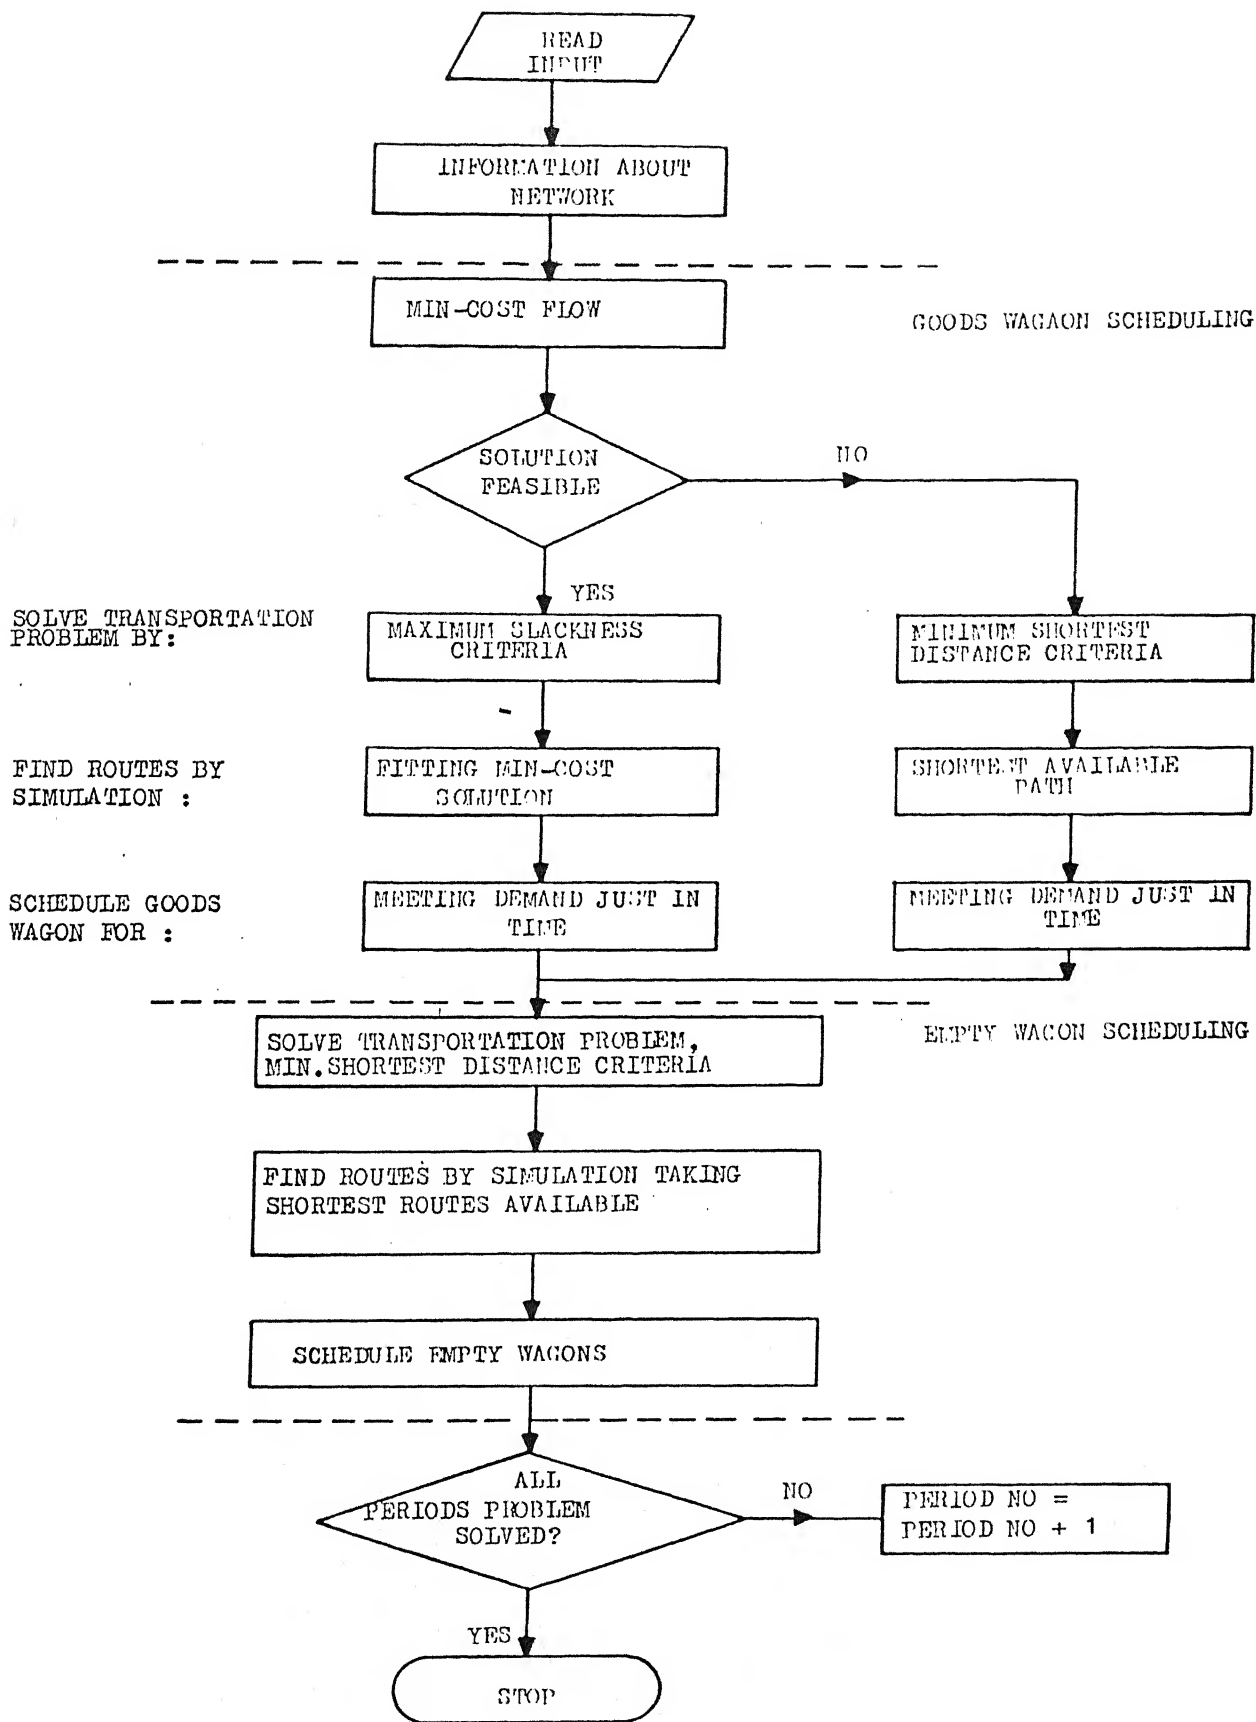 READ
INPUT
INFORMATION ABOUT
NETWORK
MIN-COST FLOW
GOODS WAGAON SCHEDULING
SOLUTION
FEASIBLE
NO
YES
SOLVE TRANSPORTATION
PROBLEM BY:
MAXIMUM SLACKNESS
CRITERIA
MINIMUM SHORTEST
DISTANCE CRITERIA
FIND ROUTES BY
SIMULATION :
FITTING MIN-COST
SOLUTION
SHORTEST AVAILABLE
PATH
SCHEDULE GOODS
WAGON FOR :
MEETING DEMAND JUST IN
TIME
MEETING DEMAND JUST IN
TIME
EMPTY WAGON SCHEDULING
SOLVE TRANSPORTATION PROBLEM,
MIN.SHORTEST DISTANCE CRITERIA
FIND ROUTES BY SIMULATION TAKING
SHORTEST ROUTES AVAILABLE
SCHEDULE EMPTY WAGONS
ALL
PERIODS PROBLEM
SOLVED?
NO
PERIOD NO =
PERIOD NO + 1
YES
STOP